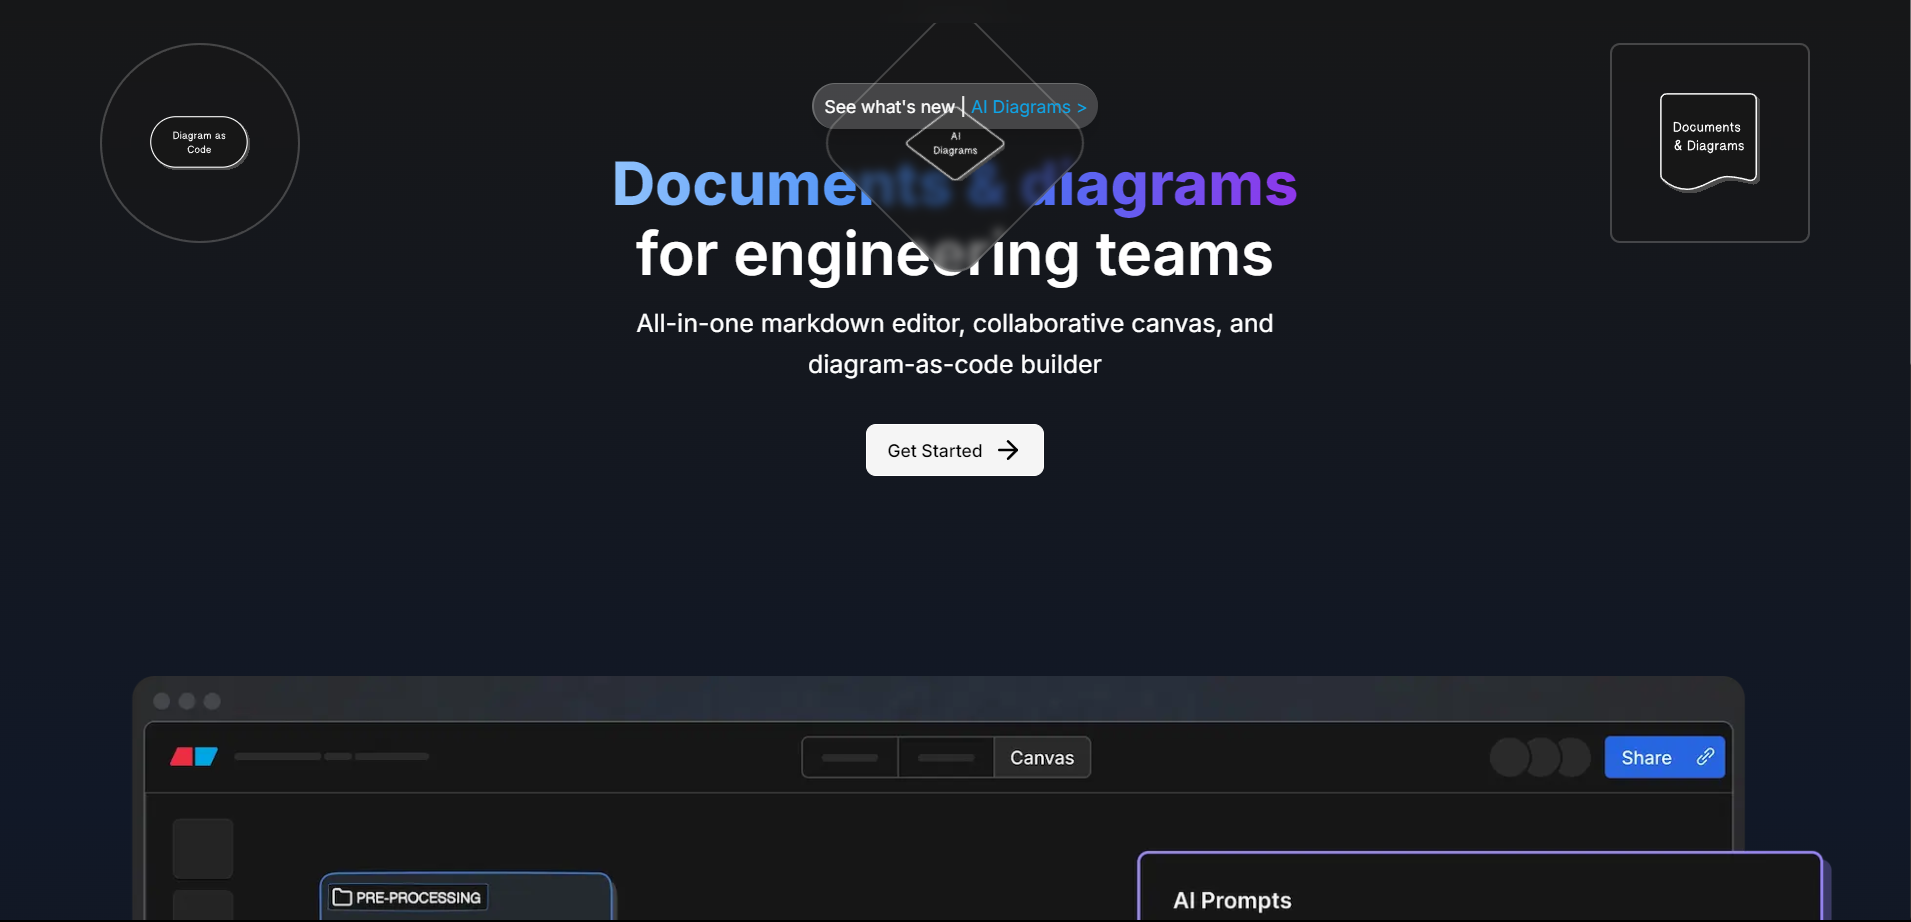 Diagram as
Code
See what's new | AI Diagrams >
AI
Diagrams
Documents
& Diagrams
Documents & diagrams
for engineering teams
All-in-one markdown editor, collaborative canvas, and
diagram-as-code builder
Get Started
Canvas
Share
PRE-PROCESSING
AI Prompts